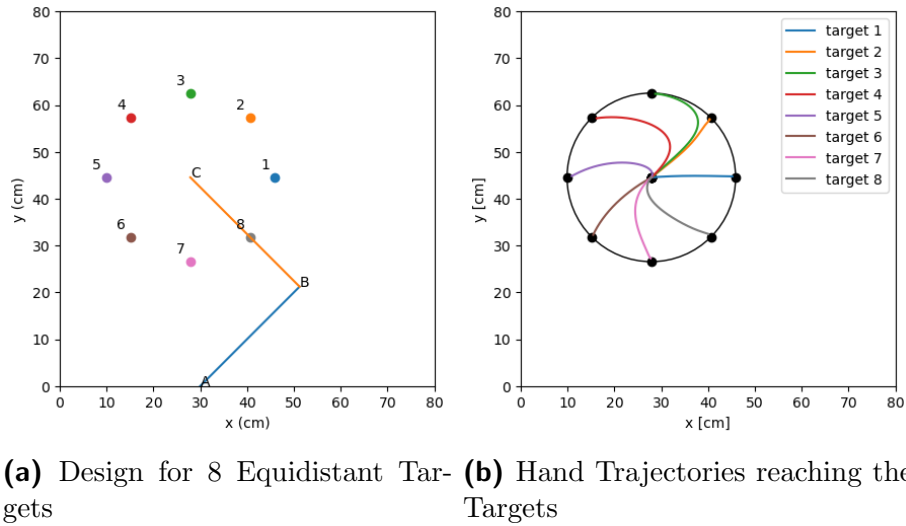 80
70
60
50
40
30
20
10
0
y (cm)
3
4
2
5
1
C
6
8
7
B
A
0 10 20 30 40 50 60 70 80
x (cm)
80
70
60
50
40
30
20
10
0
y [cm]
target 1
target 2
target 3
target 4
target 5
target 6
target 7
target 8
0 10 20 30 40 50 60 70 80
x [cm]
(a) Design for 8 Equidistant Tar-
gets
(b) Hand Trajectories reaching the
Targets